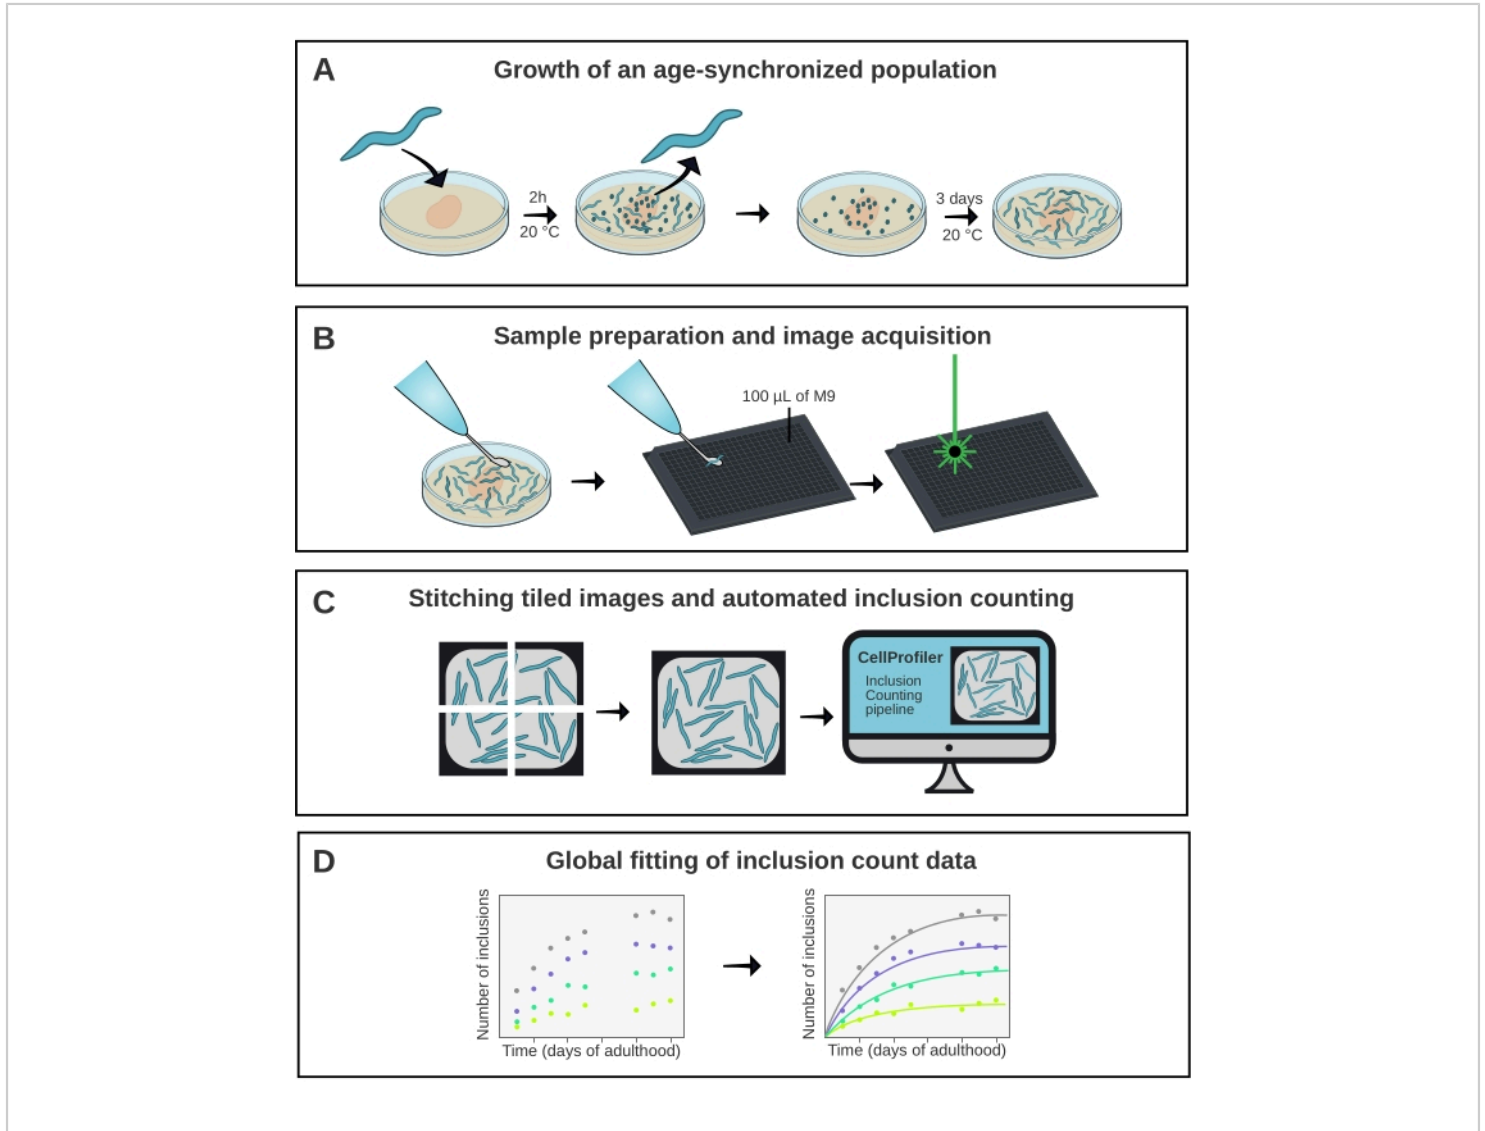 A
Growth of an age-synchronized population
2h
20 °C
3 days
20 °C
B
Sample preparation and image acquisition
100 µL of M9
C
Stitching tiled images and automated inclusion counting
CellProfiler
Inclusion
Counting
pipeline
D
Global fitting of inclusion count data
Number of inclusions
Time (days of adulthood)
Number of inclusions
Time (days of adulthood)